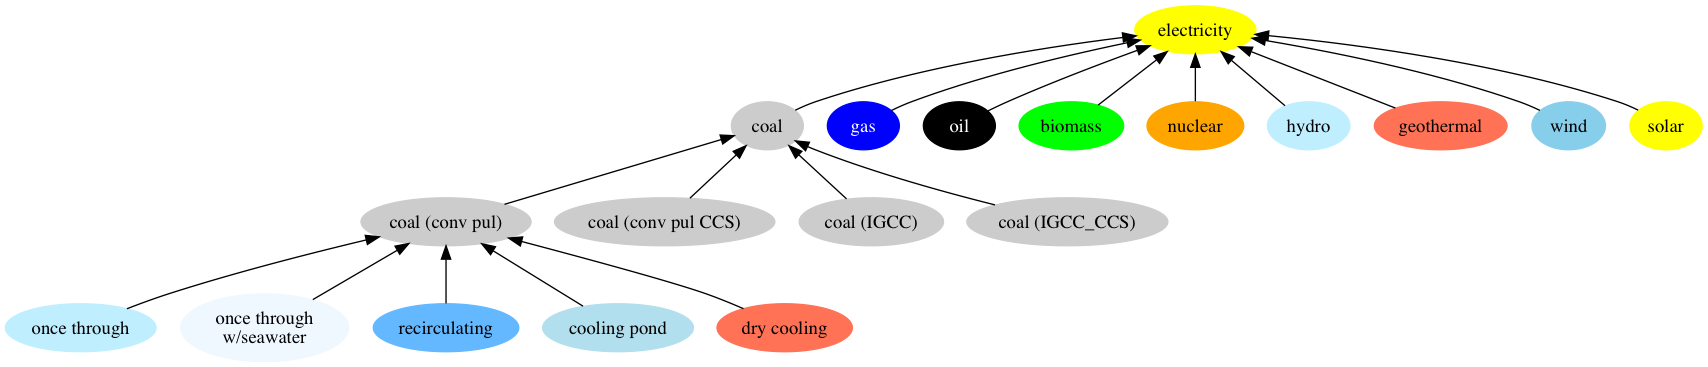 electricity
coal
gas
oil
biomass
nuclear
hydro
geothermal
wind
solar
coal (conv pul)
coal (conv pul CCS)
coal (IGCC)
coal (IGCC_CCS)
once through
once through
w/seawater
recirculating
cooling pond
dry cooling